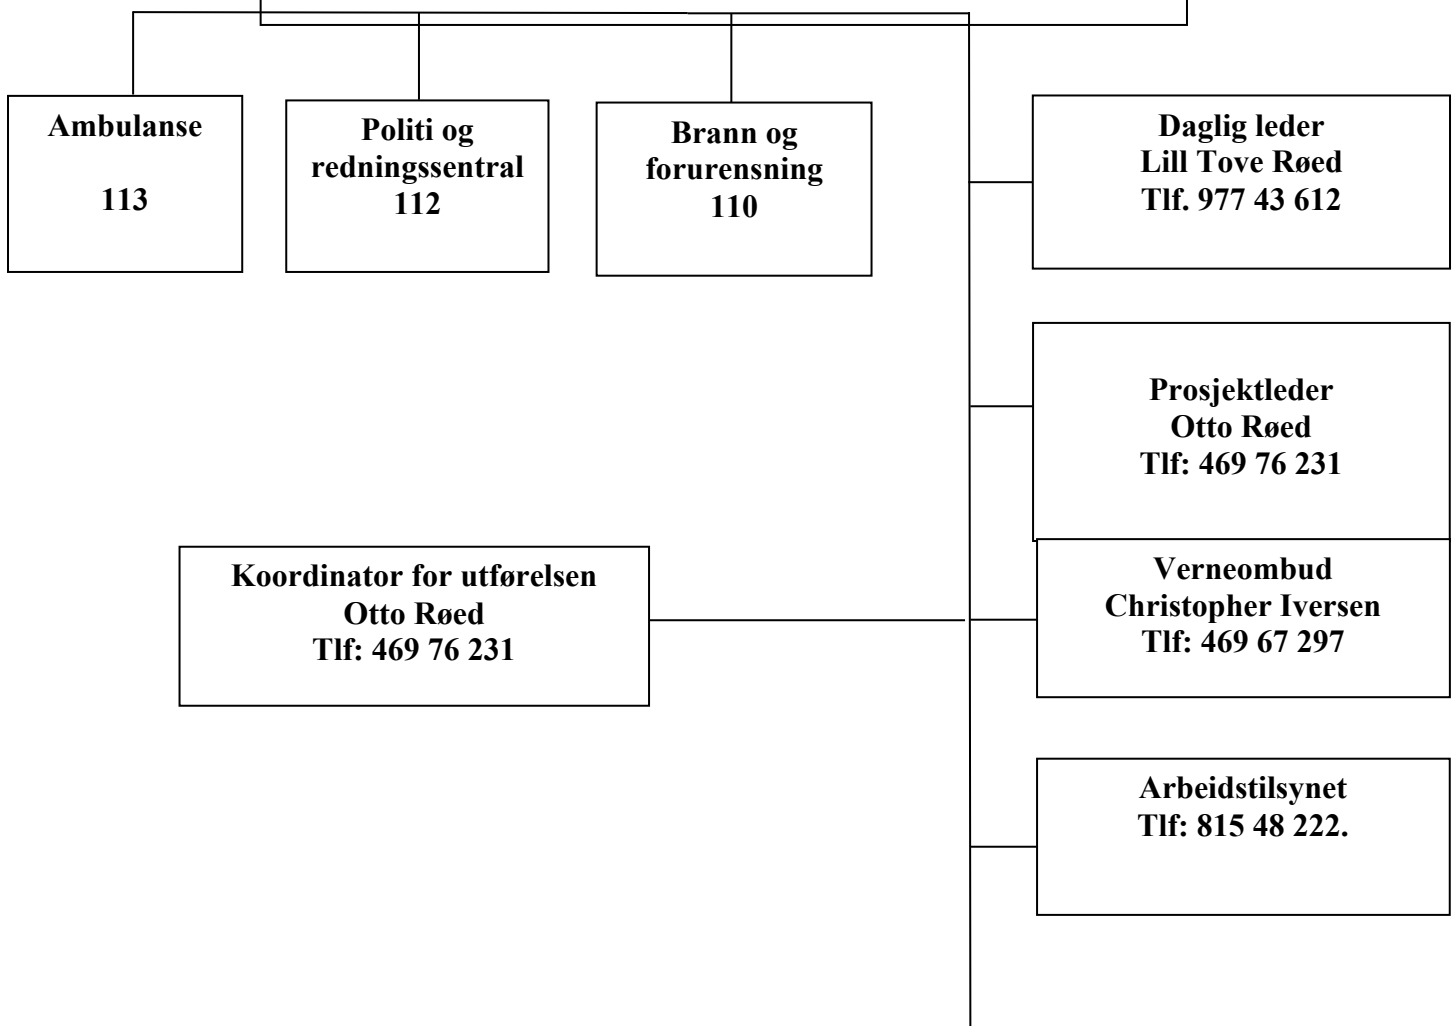 Ambulanse
113
Politi og
redningssentral
112
Brann og
forurensning
110
Daglig leder
Lill Tove Røed
Tlf. 977 43 612
Prosjektleder
Otto Røed
Tlf: 469 76 231
Koordinator for utførelsen
Otto Røed
Tlf: 469 76 231
Verneombud
Christopher Iversen
Tlf: 469 67 297
Arbeidstilsynet
Tlf: 815 48 222.